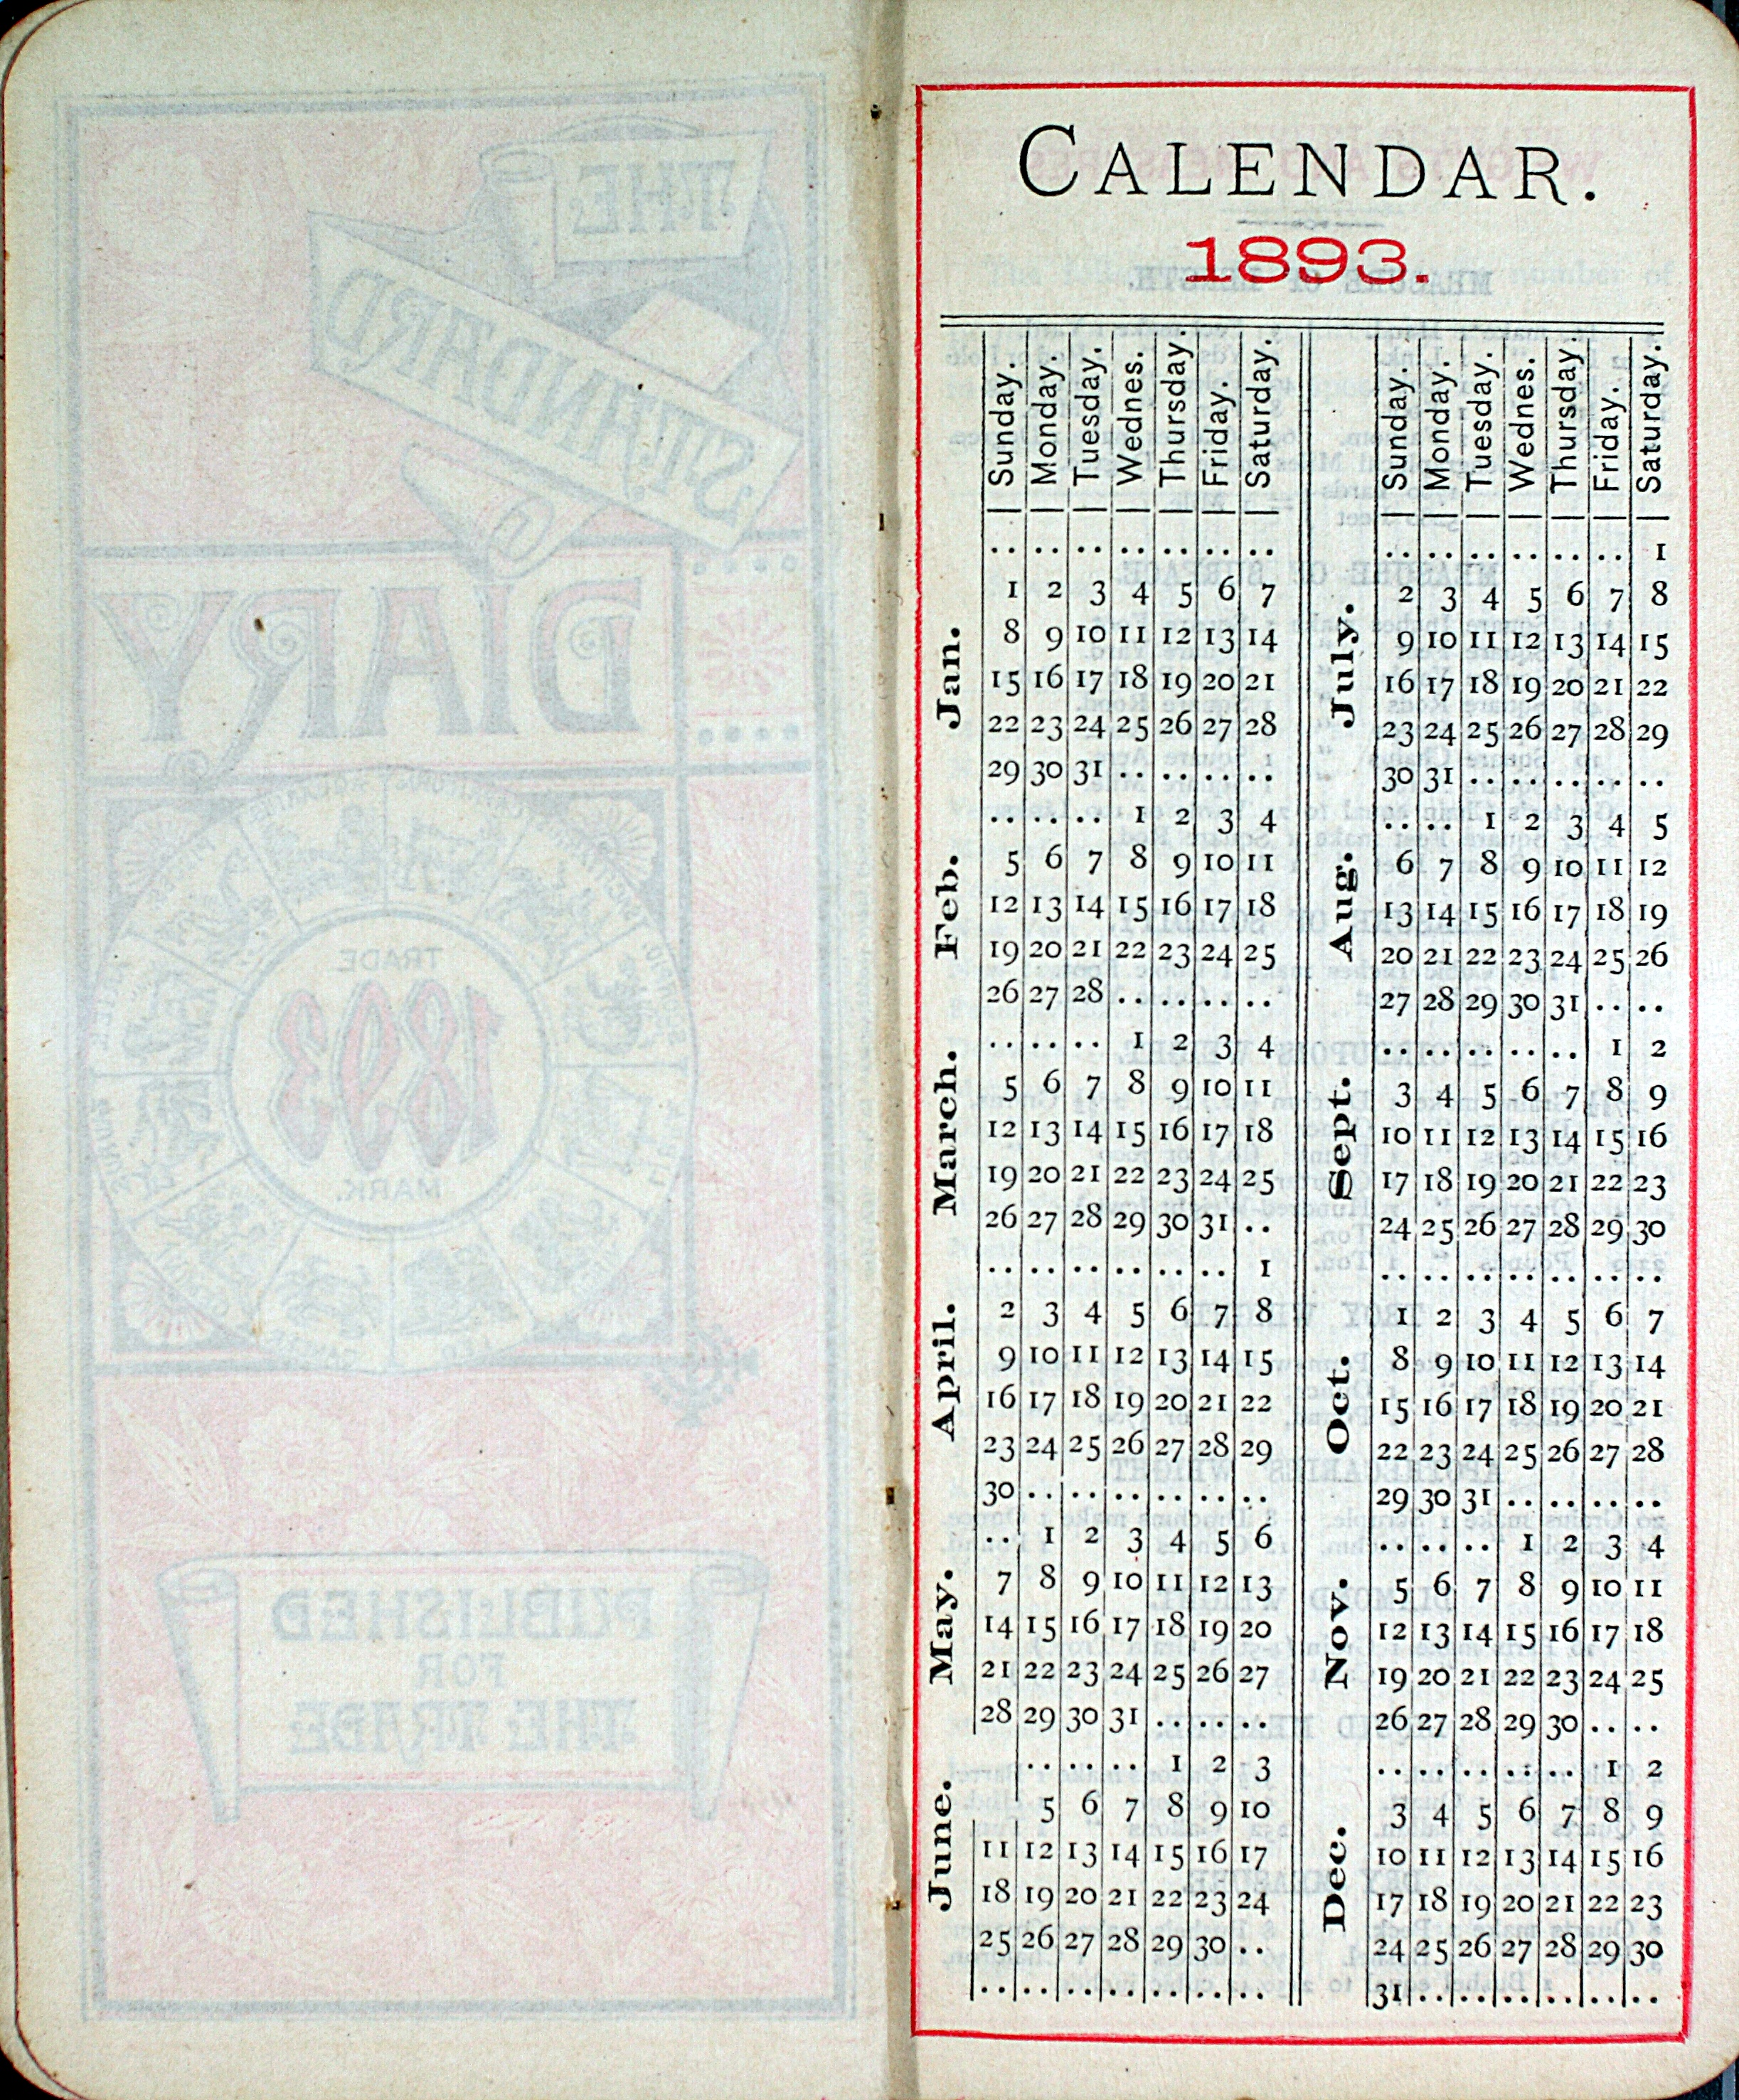 THE
STANDARD
DIARY
TRADE
1893
MARK
PUBLISHED
FOR
THE TRADE
CALENDAR.
1893.
Sunday. Monday. Tuesday. Wednes. Thursday. Friday. Saturday.
Jan.
.. .. .. .. .. .. ..
1 2 3 4 5 6 7
8 9 10 11 12 13 14
15 16 17 18 19 20 21
22 23 24 25 26 27 28
29 30 31 .. .. .. ..
Feb.
.. .. .. 1 2 3 4
5 6 7 8 9 10 11
12 13 14 15 16 17 18
19 20 21 22 23 24 25
26 27 28 .. .. .. ..
March.
.. .. .. 1 2 3 4
5 6 7 8 9 10 11
12 13 14 15 16 17 18
19 20 21 22 23 24 25
26 27 28 29 30 31 ..
April.
.. .. .. .. .. .. 1
2 3 4 5 6 7 8
9 10 11 12 13 14 15
16 17 18 19 20 21 22
23 24 25 26 27 28 29
30 .. .. .. .. .. ..
May.
.. 1 2 3 4 5 6
7 8 9 10 11 12 13
14 15 16 17 18 19 20
21 22 23 24 25 26 27
28 29 30 31 .. .. ..
June.
.. .. .. 1 2 3
5 6 7 8 9 10
11 12 13 14 15 16 17
18 19 20 21 22 23 24
25 26 27 28 29 30 ..
.. .. .. .. .. .. ..
Sunday. Monday. Tuesday. Wednes. Thursday. Friday. Saturday.
July.
.. .. .. .. .. .. 1
2 3 4 5 6 7 8
9 10 11 12 13 14 15
16 17 18 19 20 21 22
23 24 25 26 27 28 29
30 31 .. .. .. .. ..
Aug.
.. .. 1 2 3 4 5
6 7 8 9 10 11 12
13 14 15 16 17 18 19
20 21 22 23 24 25 26
27 28 29 30 31 .. ..
Sept.
.. .. .. .. .. 1 2
3 4 5 6 7 8 9
10 11 12 13 14 15 16
17 18 19 20 21 22 23
24 25 26 27 28 29 30
.. .. .. .. .. .. ..
Oct.
1 2 3 4 5 6 7
8 9 10 11 12 13 14
15 16 17 18 19 20 21
22 23 24 25 26 27 28
29 30 31 .. .. .. ..
Nov.
.. .. .. 1 2 3 4
5 6 7 8 9 10 11
12 13 14 15 16 17 18
19 20 21 22 23 24 25
26 27 28 29 30 .. ..
Dec.
.. .. .. .. .. 1 2
3 4 5 6 7 8 9
10 11 12 13 14 15 16
17 18 19 20 21 22 23
24 25 26 27 28 29 30
31 .. .. .. .. .. ..